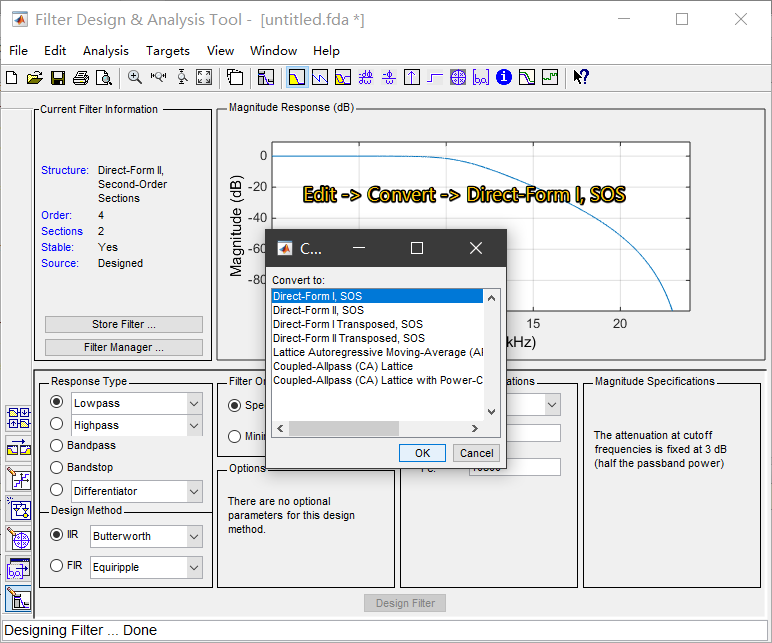 Filter Design & Analysis Tool - [untitled.fda *]
File Edit Analysis Targets View Window Help
Current Filter Information
Structure: Direct-Form II,
Second-Order
Sections
Order: 4
Sections 2
Stable: Yes
Source: Designed
Store Filter ...
Filter Manager ...
Magnitude Response (dB)
Magnitude (dB)
0
-20
-40
-60
-80
15 20
kHz)
Edit -> Convert -> Direct-Form I, SOS
C...
Convert to:
Direct-Form I, SOS
Direct-Form II, SOS
Direct-Form I Transposed, SOS
Direct-Form II Transposed, SOS
Lattice Autoregressive Moving-Average (AF
Coupled-Allpass (CA) Lattice
Coupled-Allpass (CA) Lattice with Power-C
OK Cancel
Response Type
Lowpass
Highpass
Bandpass
Bandstop
Differentiator
Design Method
IIR Butterworth
FIR Equiripple
Filter Or
Spe
Mini
Options
There are no optional
parameters for this design
method.
ations
Magnitude Specifications
The attenuation at cutoff
frequencies is fixed at 3 dB
(half the passband power)
Design Filter
Designing Filter ... Done